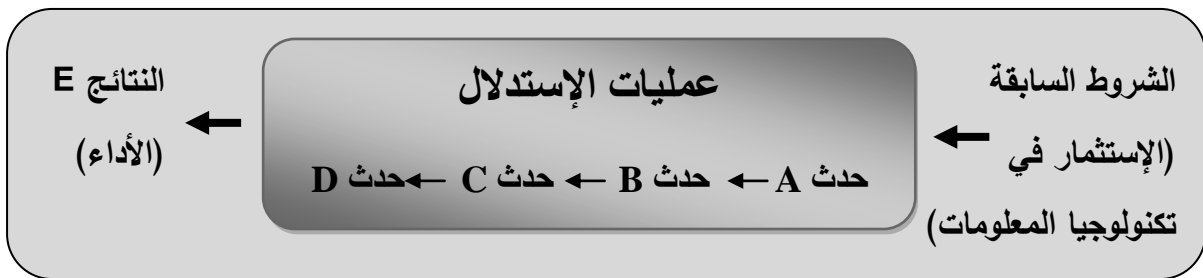 الشروط السابقة
(الإستثمار في
تكنولوجيا المعلومات)
عمليات الإستدلال
حدث A ← حدث B ← حدث C ← حدث D
النتائج E
(الأداء)